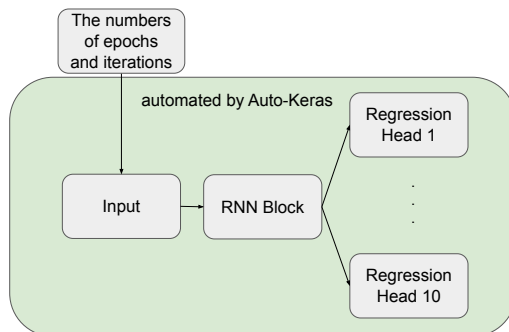 The numbers
of epochs
and iterations
automated by Auto-Keras
Regression
Head 1
Input
RNN Block
.
.
.
Regression
Head 10